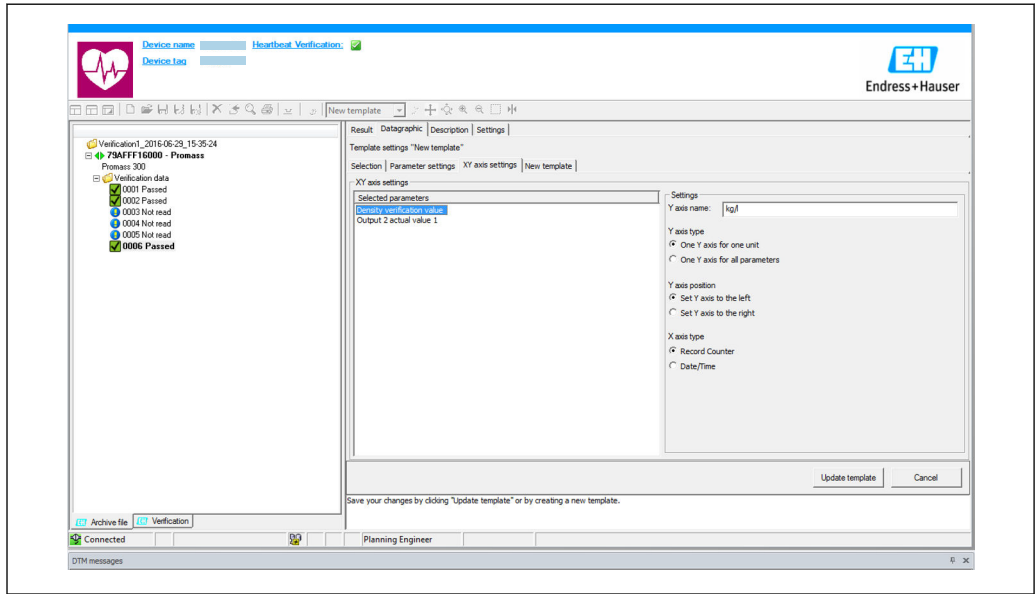 Device name Heartbeat Verification:
Device tag
EH
Endress+Hauser
New template
Verification1_2016-06-29_15-35-24
79AFFF16000 - Promass
Promass 300
Verification data
0001 Passed
0002 Passed
0003 Not read
0004 Not read
0005 Not read
0006 Passed
Result Datagraphic Description Settings
Template settings "New template"
Selection Parameter settings XY axis settings New template
XY axis settings
Selected parameters
Density verification value
Output 2 actual value 1
Settings
Y axis name: kg/l
Y axis type
One Y axis for one unit
One Y axis for all parameters
Y axis position
Set Y axis to the left
Set Y axis to the right
X axis type
Record Counter
Date/Time
Update template Cancel
Save your changes by clicking "Update template" or by creating a new template.
Archive file Verification
Connected Planning Engineer
DTM messages